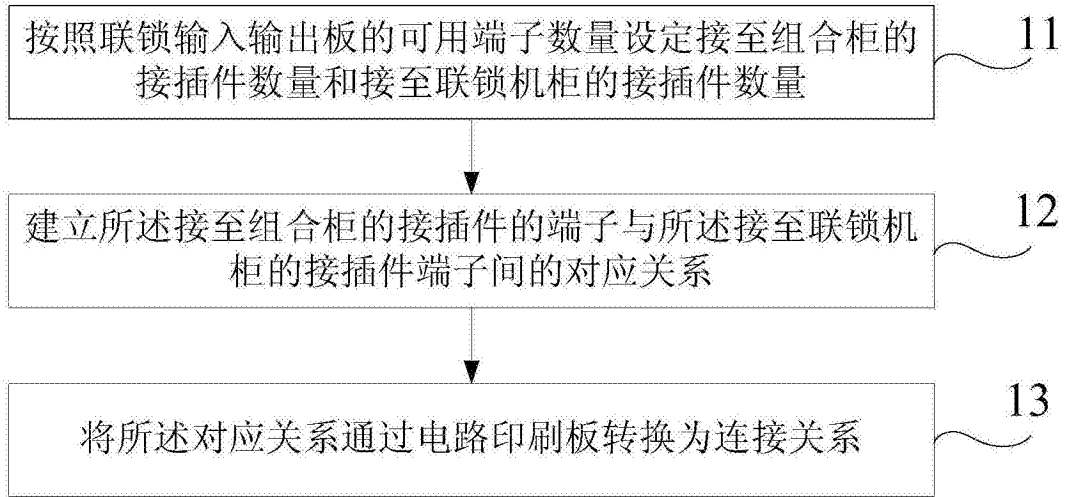 按照联锁输入输出板的可用端子数量设定接至组合柜的
接插件数量和接至联锁机柜的接插件数量
11
建立所述接至组合柜的接插件的端子与所述接至联锁机
柜的接插件端子间的对应关系
12
将所述对应关系通过电路印刷板转换为连接关系
13